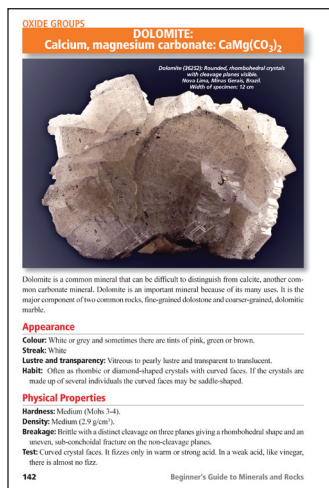 OXIDE GROUPS
DOLOMITE:
Calcium, magnesium carbonate: CaMg(CO₃)₂
Dolomite (36252): Rounded, rhombohedral crystals
with cleavage planes visible.
Nova Lima, Minas Gerais, Brazil.
Width of specimen: 12 cm
Dolomite is a common mineral that can be difficult to distinguish from calcite, another com-
mon carbonate mineral. Dolomite is an important mineral because of its many uses. It is the
major component of two common rocks, fine-grained dolostone and coarser-grained, dolomitic
marble.
Appearance
Colour: White or grey and sometimes there are tints of pink, green or brown.
Streak: White
Lustre and transparency: Vitreous to pearly lustre and transparent to translucent.
Habit: Often as rhombic or diamond-shaped crystals with curved faces. If the crystals are
made up of several individuals the curved faces may be saddle-shaped.
Physical Properties
Hardness: Medium (Mohs 3-4).
Density: Medium (2.9 g/cm³).
Breakage: Brittle with a distinct cleavage on three planes giving a rhombohedral shape and an
uneven, sub-conchoidal fracture on the non-cleavage planes.
Test: Curved crystal faces. It fizzes only in warm or strong acid. In a weak acid, like vinegar,
there is almost no fizz.
142 Beginner's Guide to Minerals and Rocks